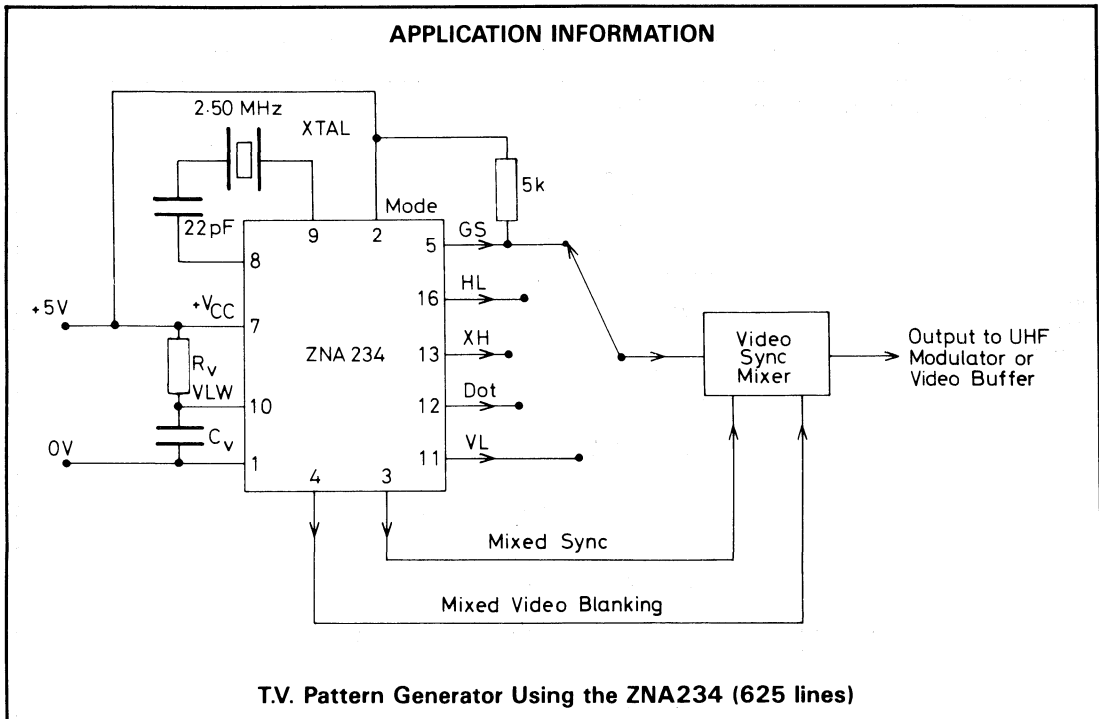 APPLICATION INFORMATION
2·50 MHz
XTAL
5k
22pF
Mode
9
2
GS
5
8
HL
16
+5V
+VCC
7
XH
13
ZNA 234
Video
Sync
Mixer
Output to UHF
Modulator or
Video Buffer
Rv
VLW
10
Dot
12
Cv
0V
1
VL
11
4
3
Mixed Sync
Mixed Video Blanking
T.V. Pattern Generator Using the ZNA234 (625 lines)